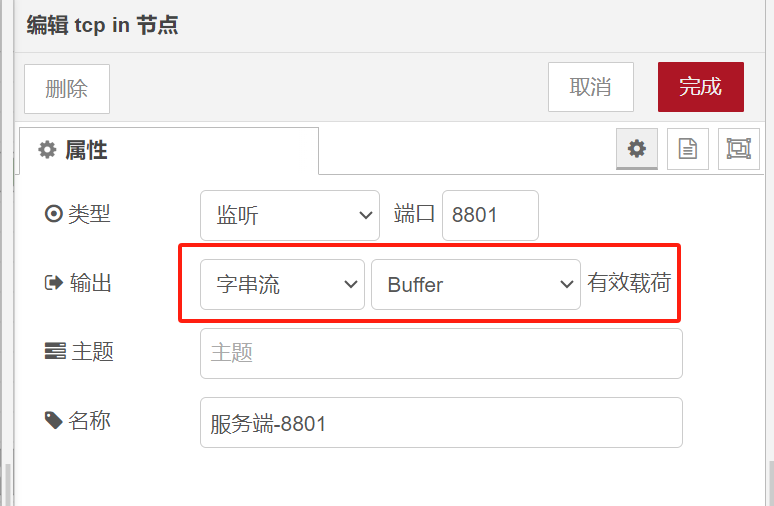 编辑 tcp in 节点
删除 取消 完成
属性
类型 监听 端口 8801
输出 字串流 Buffer 有效载荷
主题 主题
名称 服务端-8801